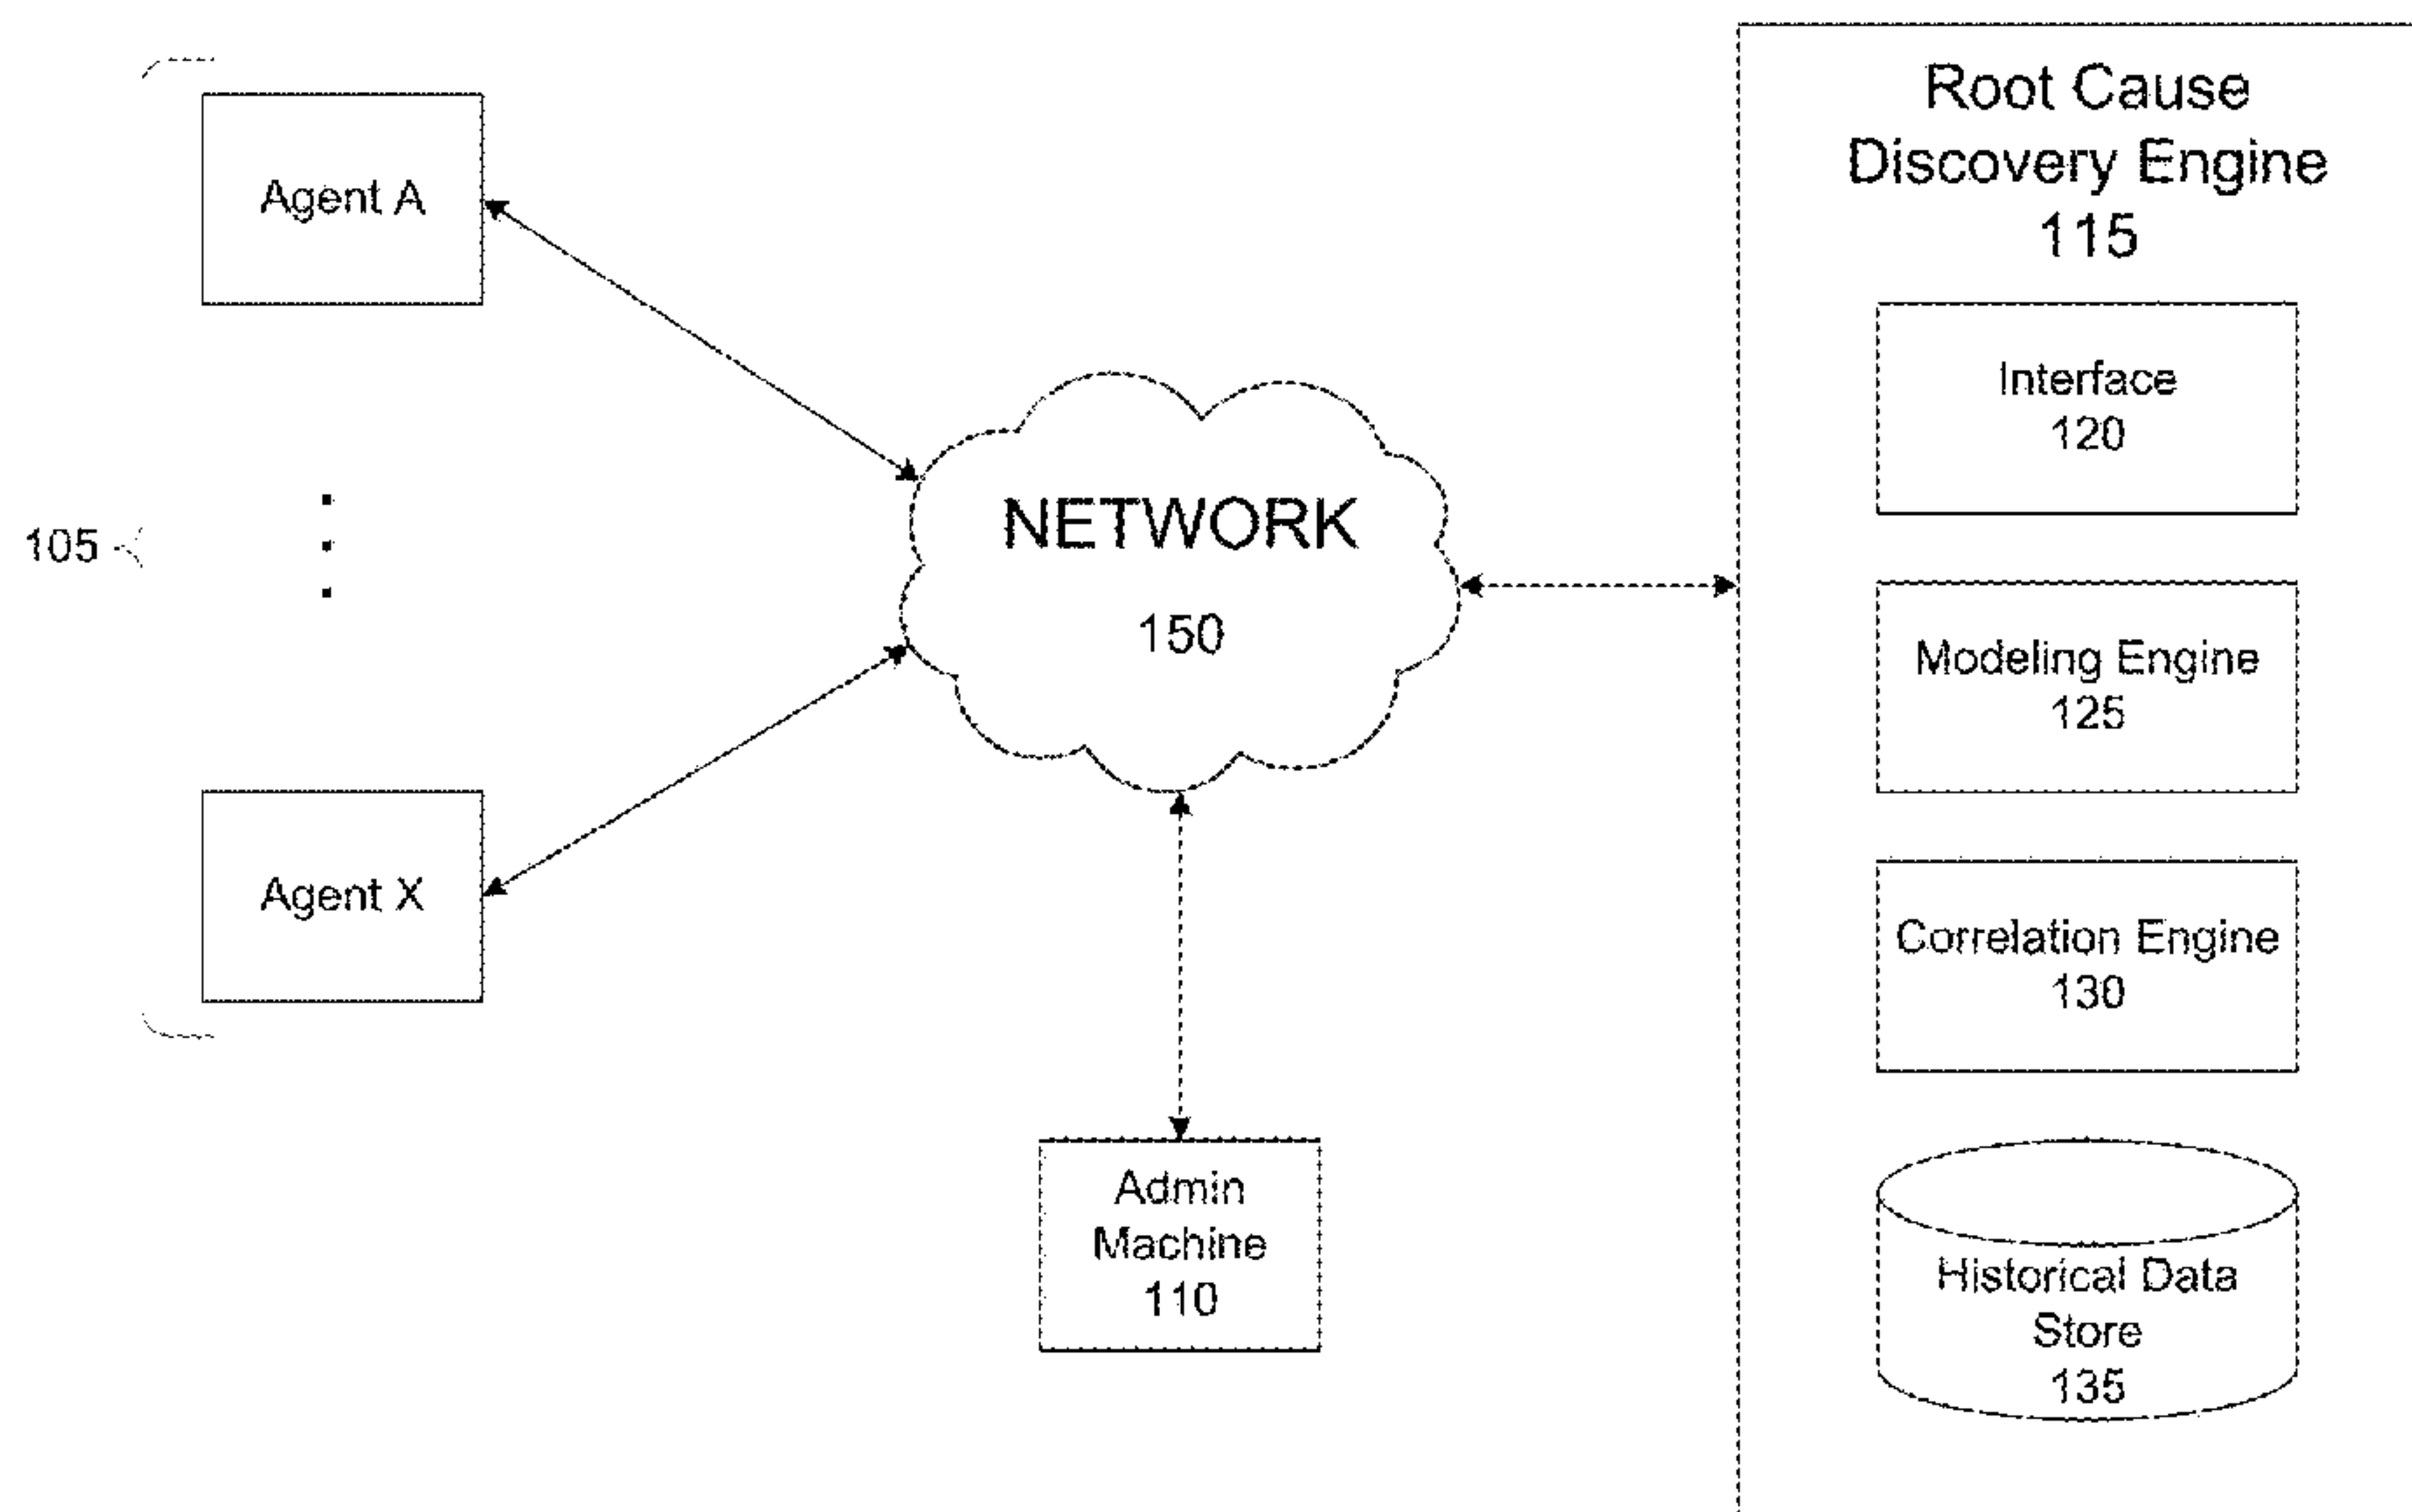 Agent A
105
Agent X
NETWORK
150
Admin
Machine
110
Root Cause
Discovery Engine
115
Interface
120
Modeling Engine
125
Correlation Engine
130
Historical Data
Store
135